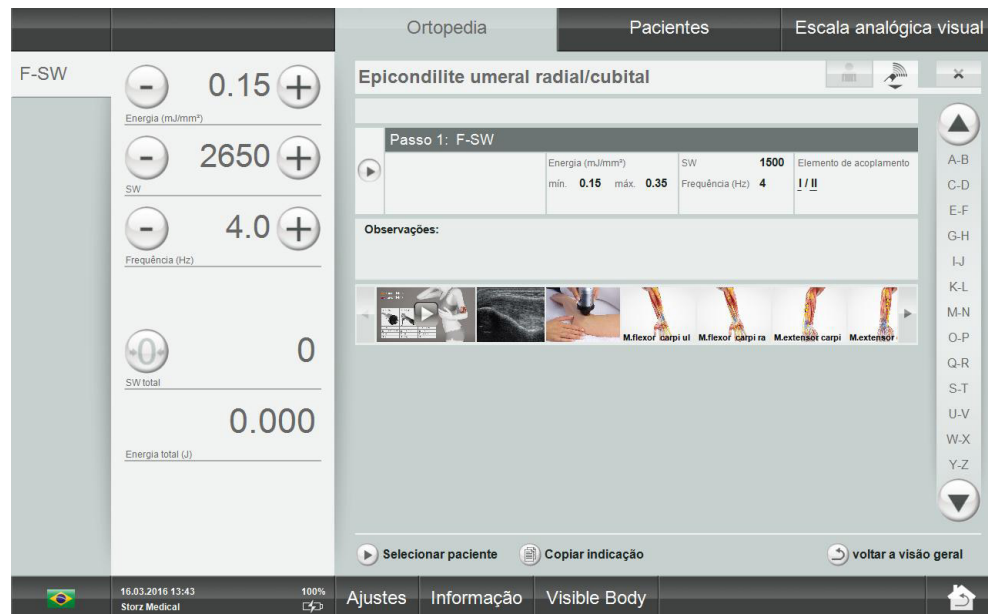 Ortopedia
Pacientes
Escala analógica visual
F-SW
- 0.15 +
Energia (mJ/mm²)
- 2650 +
SW
- 4.0 +
Frequência (Hz)
0 0
SW total
0.000
Energia total (J)
Epicondilite umeral radial/cubital
×
Passo 1: F-SW
Energia (mJ/mm²)
mín. 0.15 máx. 0.35
SW 1500
Frequência (Hz) 4
Elemento de acoplamento
I / II
Observações:
M.flexor carpi ul
M.flexor carpi ra
M.extensor carpi
M.extensor
A-B
C-D
E-F
G-H
I-J
K-L
M-N
O-P
Q-R
S-T
U-V
W-X
Y-Z
Selecionar paciente
Copiar indicação
voltar a visão geral
16.03.2016 13:43
100%
Storz Medical
Ajustes
Informação
Visible Body